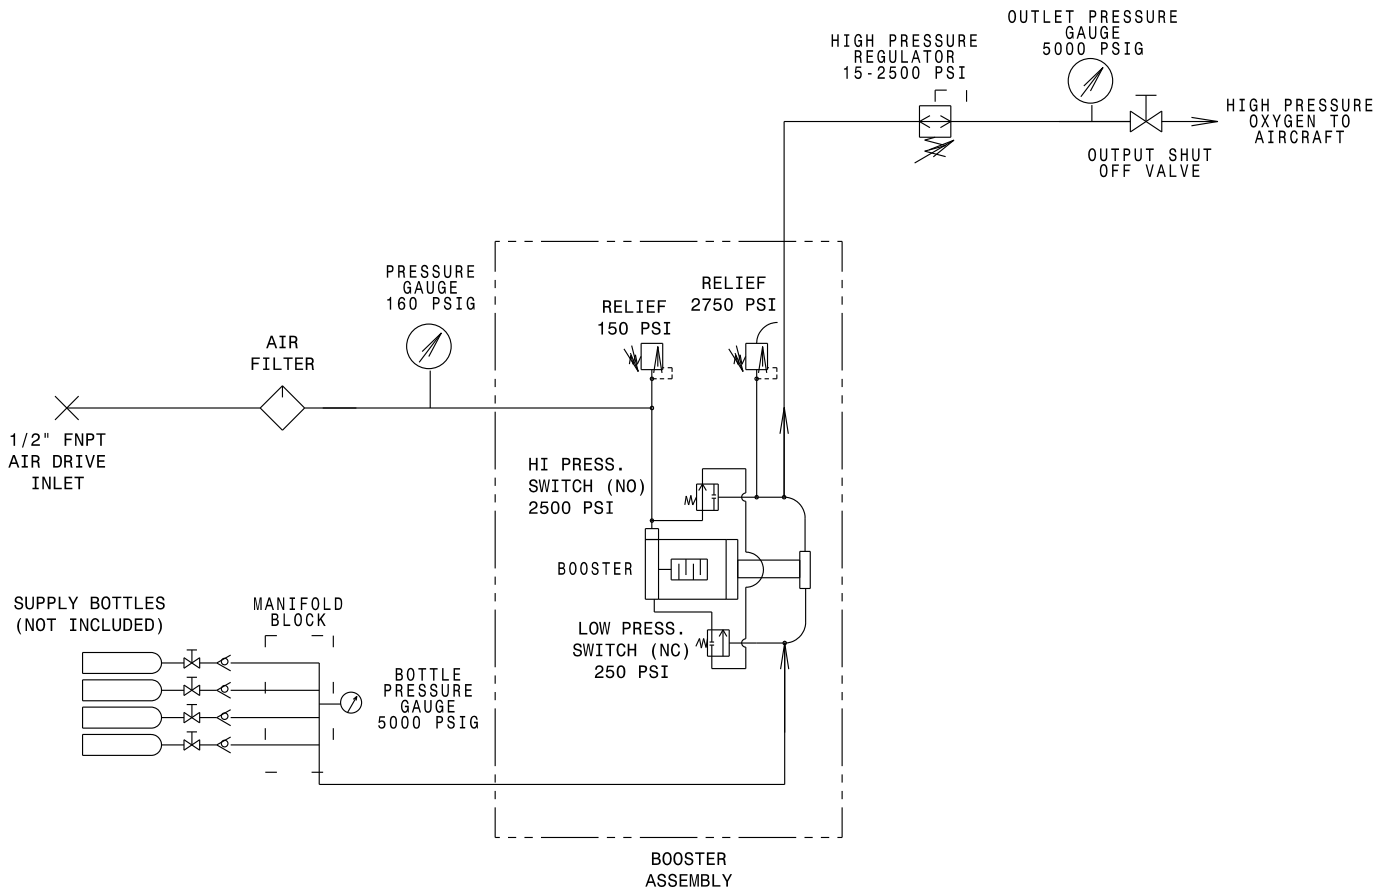 OUTLET PRESSURE
GAUGE
5000 PSIG
HIGH PRESSURE
REGULATOR
15-2500 PSI
HIGH PRESSURE
OXYGEN TO
AIRCRAFT
OUTPUT SHUT
OFF VALVE
PRESSURE
GAUGE
160 PSIG
RELIEF
2750 PSI
RELIEF
150 PSI
AIR
FILTER
1/2" FNPT
AIR DRIVE
INLET
HI PRESS.
SWITCH (NO)
2500 PSI
BOOSTER
SUPPLY BOTTLES
(NOT INCLUDED)
MANIFOLD
BLOCK
LOW PRESS.
SWITCH (NC)
250 PSI
BOTTLE
PRESSURE
GAUGE
5000 PSIG
BOOSTER
ASSEMBLY